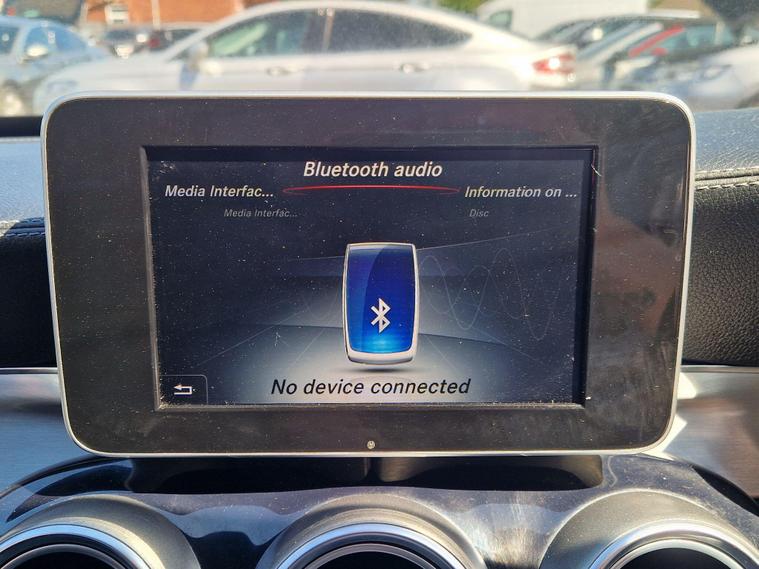 Bluetooth audio
Media Interfac... Information on ...
Media Interfac... Disc
No device connected